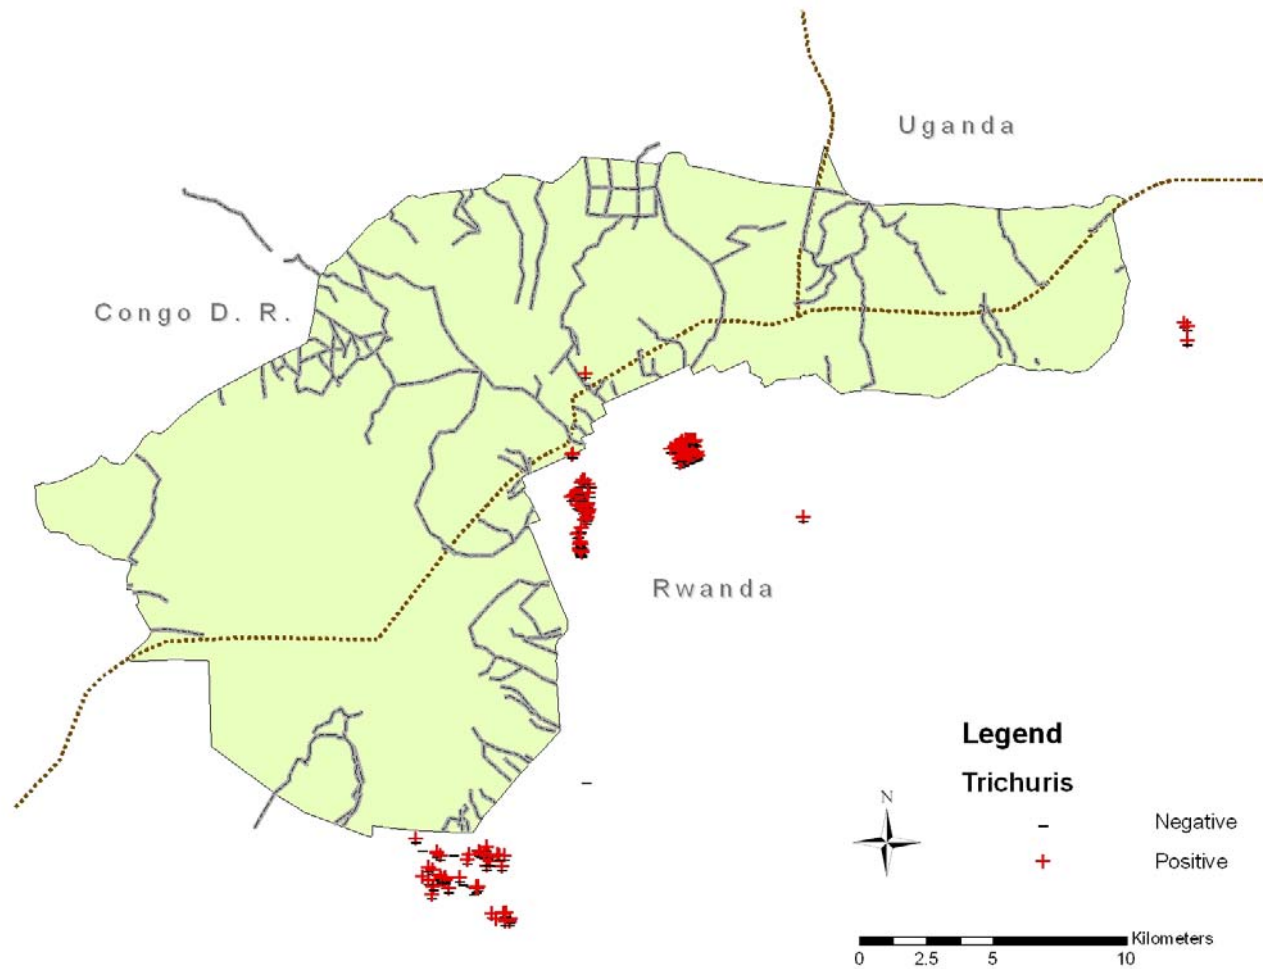 Uganda
Congo D. R.
Rwanda
Legend
Trichuris
N
Negative
Positive
Kilometers
0 2.5 5 10